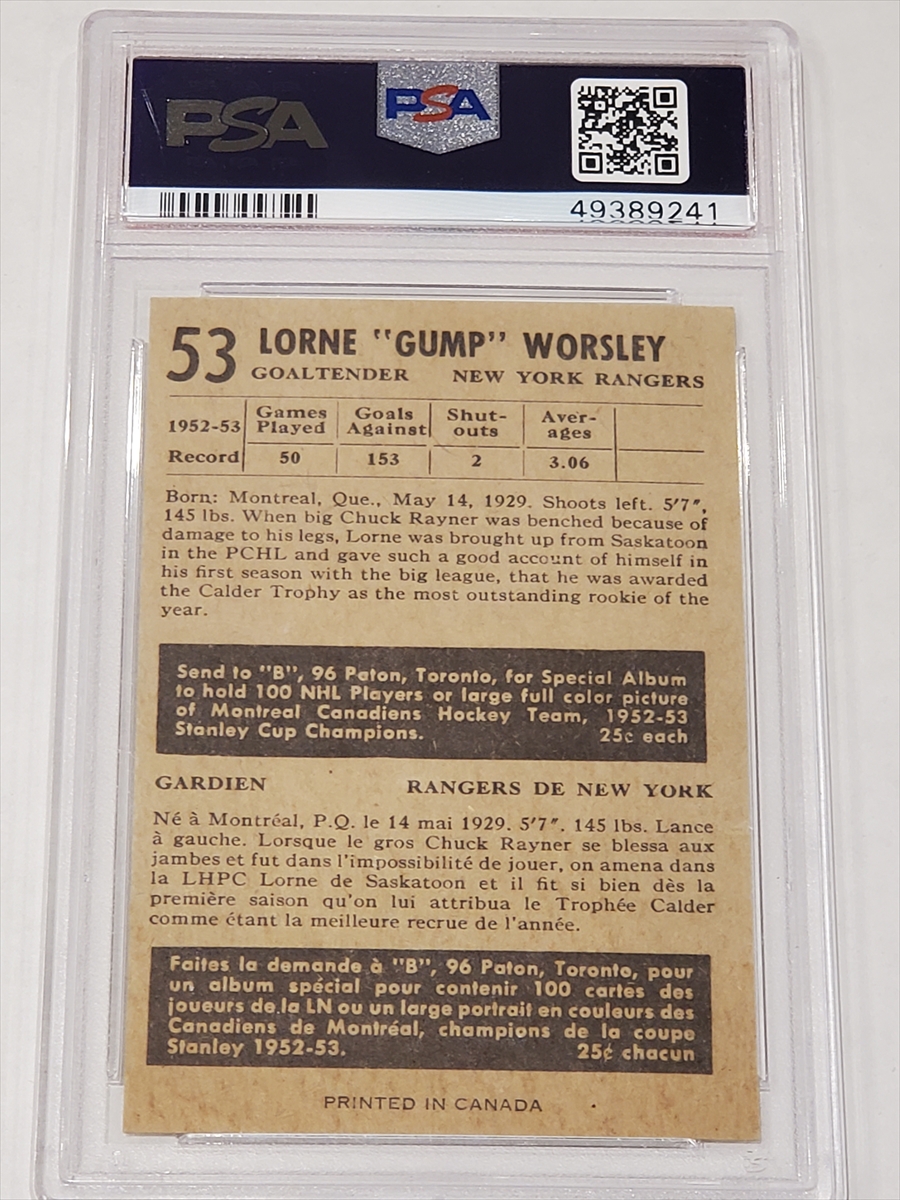 PSA PSA
49389241
53 LORNE "GUMP" WORSLEY
GOALTENDER NEW YORK RANGERS
1952-53 Games Played Goals Against Shut-outs Aver-ages
Record 50 153 2 3.06
Born: Montreal, Que., May 14, 1929. Shoots left. 5'7",
145 lbs. When big Chuck Rayner was benched because of
damage to his legs, Lorne was brought up from Saskatoon
in the PCHL and gave such a good account of himself in
his first season with the big league, that he was awarded
the Calder Trophy as the most outstanding rookie of the
year.
Send to "B", 96 Paton, Toronto, for Special Album
to hold 100 NHL Players or large full color picture
of Montreal Canadiens Hockey Team, 1952-53
Stanley Cup Champions. 25¢ each
GARDIEN RANGERS DE NEW YORK
Né à Montréal, P.Q. le 14 mai 1929. 5'7". 145 lbs. Lance
à gauche. Lorsque le gros Chuck Rayner se blessa aux
jambes et fut dans l'impossibilité de jouer, on amena dans
la LHPC Lorne de Saskatoon et il fit si bien dès la
première saison qu'on lui attribua le Trophée Calder
comme étant la meilleure recrue de l'année.
Faites la demande à "B", 96 Paton, Toronto, pour
un album spécial pour contenir 100 cartes des
joueurs de la LN ou un large portrait en couleurs des
Canadiens de Montréal, champions de la coupe
Stanley 1952-53. 25¢ chacun
PRINTED IN CANADA